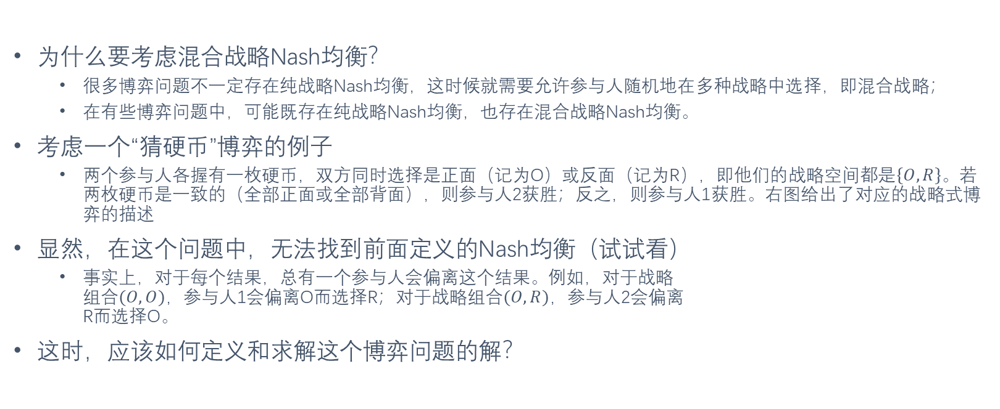 • 为什么要考虑混合战略Nash均衡？
• 很多博弈问题不一定存在纯战略Nash均衡，这时候就需要允许参与人随机地在多种战略中选择，即混合战略；
• 在有些博弈问题中，可能既存在纯战略Nash均衡，也存在混合战略Nash均衡。
• 考虑一个“猜硬币”博弈的例子
• 两个参与人各握有一枚硬币，双方同时选择是正面（记为O）或反面（记为R），即他们的战略空间都是{O,R}。若
两枚硬币是一致的（全部正面或全部背面），则参与人2获胜；反之，则参与人1获胜。右图给出了对应的战略式博
弈的描述
• 显然，在这个问题中，无法找到前面定义的Nash均衡（试试看）
• 事实上，对于每个结果，总有一个参与人会偏离这个结果。例如，对于战略
组合(O,O)，参与人1会偏离O而选择R；对于战略组合(O,R)，参与人2会偏离
R而选择O。
• 这时，应该如何定义和求解这个博弈问题的解？